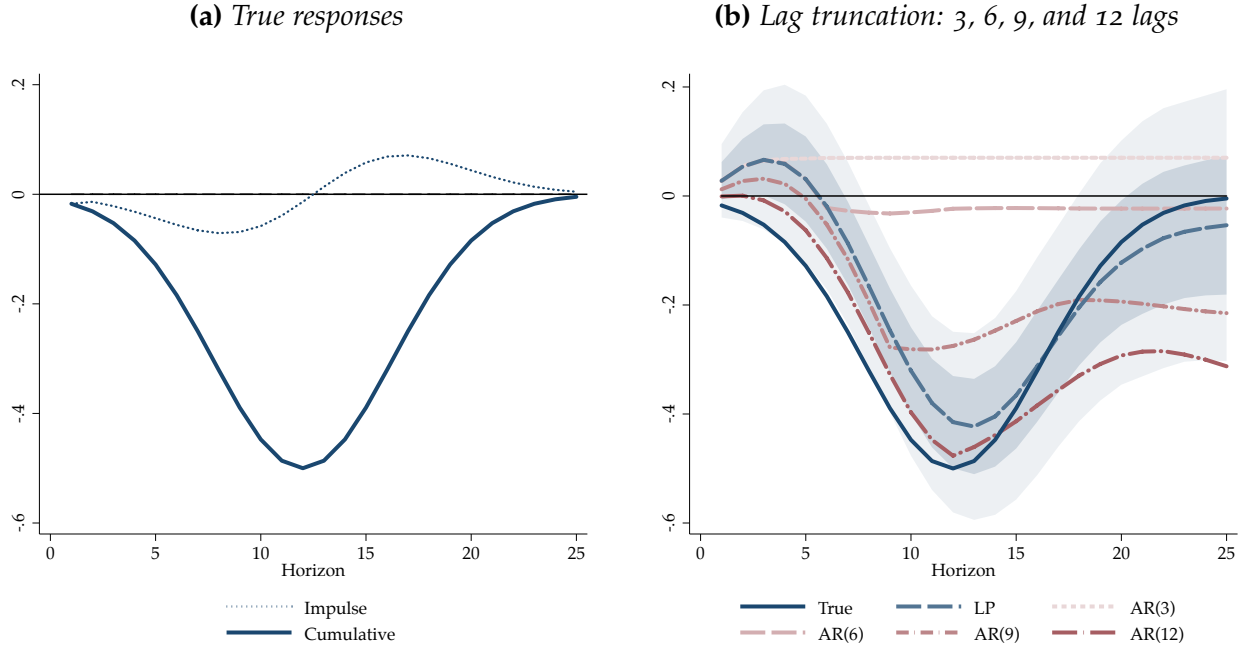 (a) True responses
.2
0
-.2
-.4
-.6
0 5 10 15 20 25
Horizon
Impulse
Cumulative
(b) Lag truncation: 3, 6, 9, and 12 lags
.2
0
-.2
-.4
-.6
0 5 10 15 20 25
Horizon
True LP AR(3)
AR(6) AR(9) AR(12)